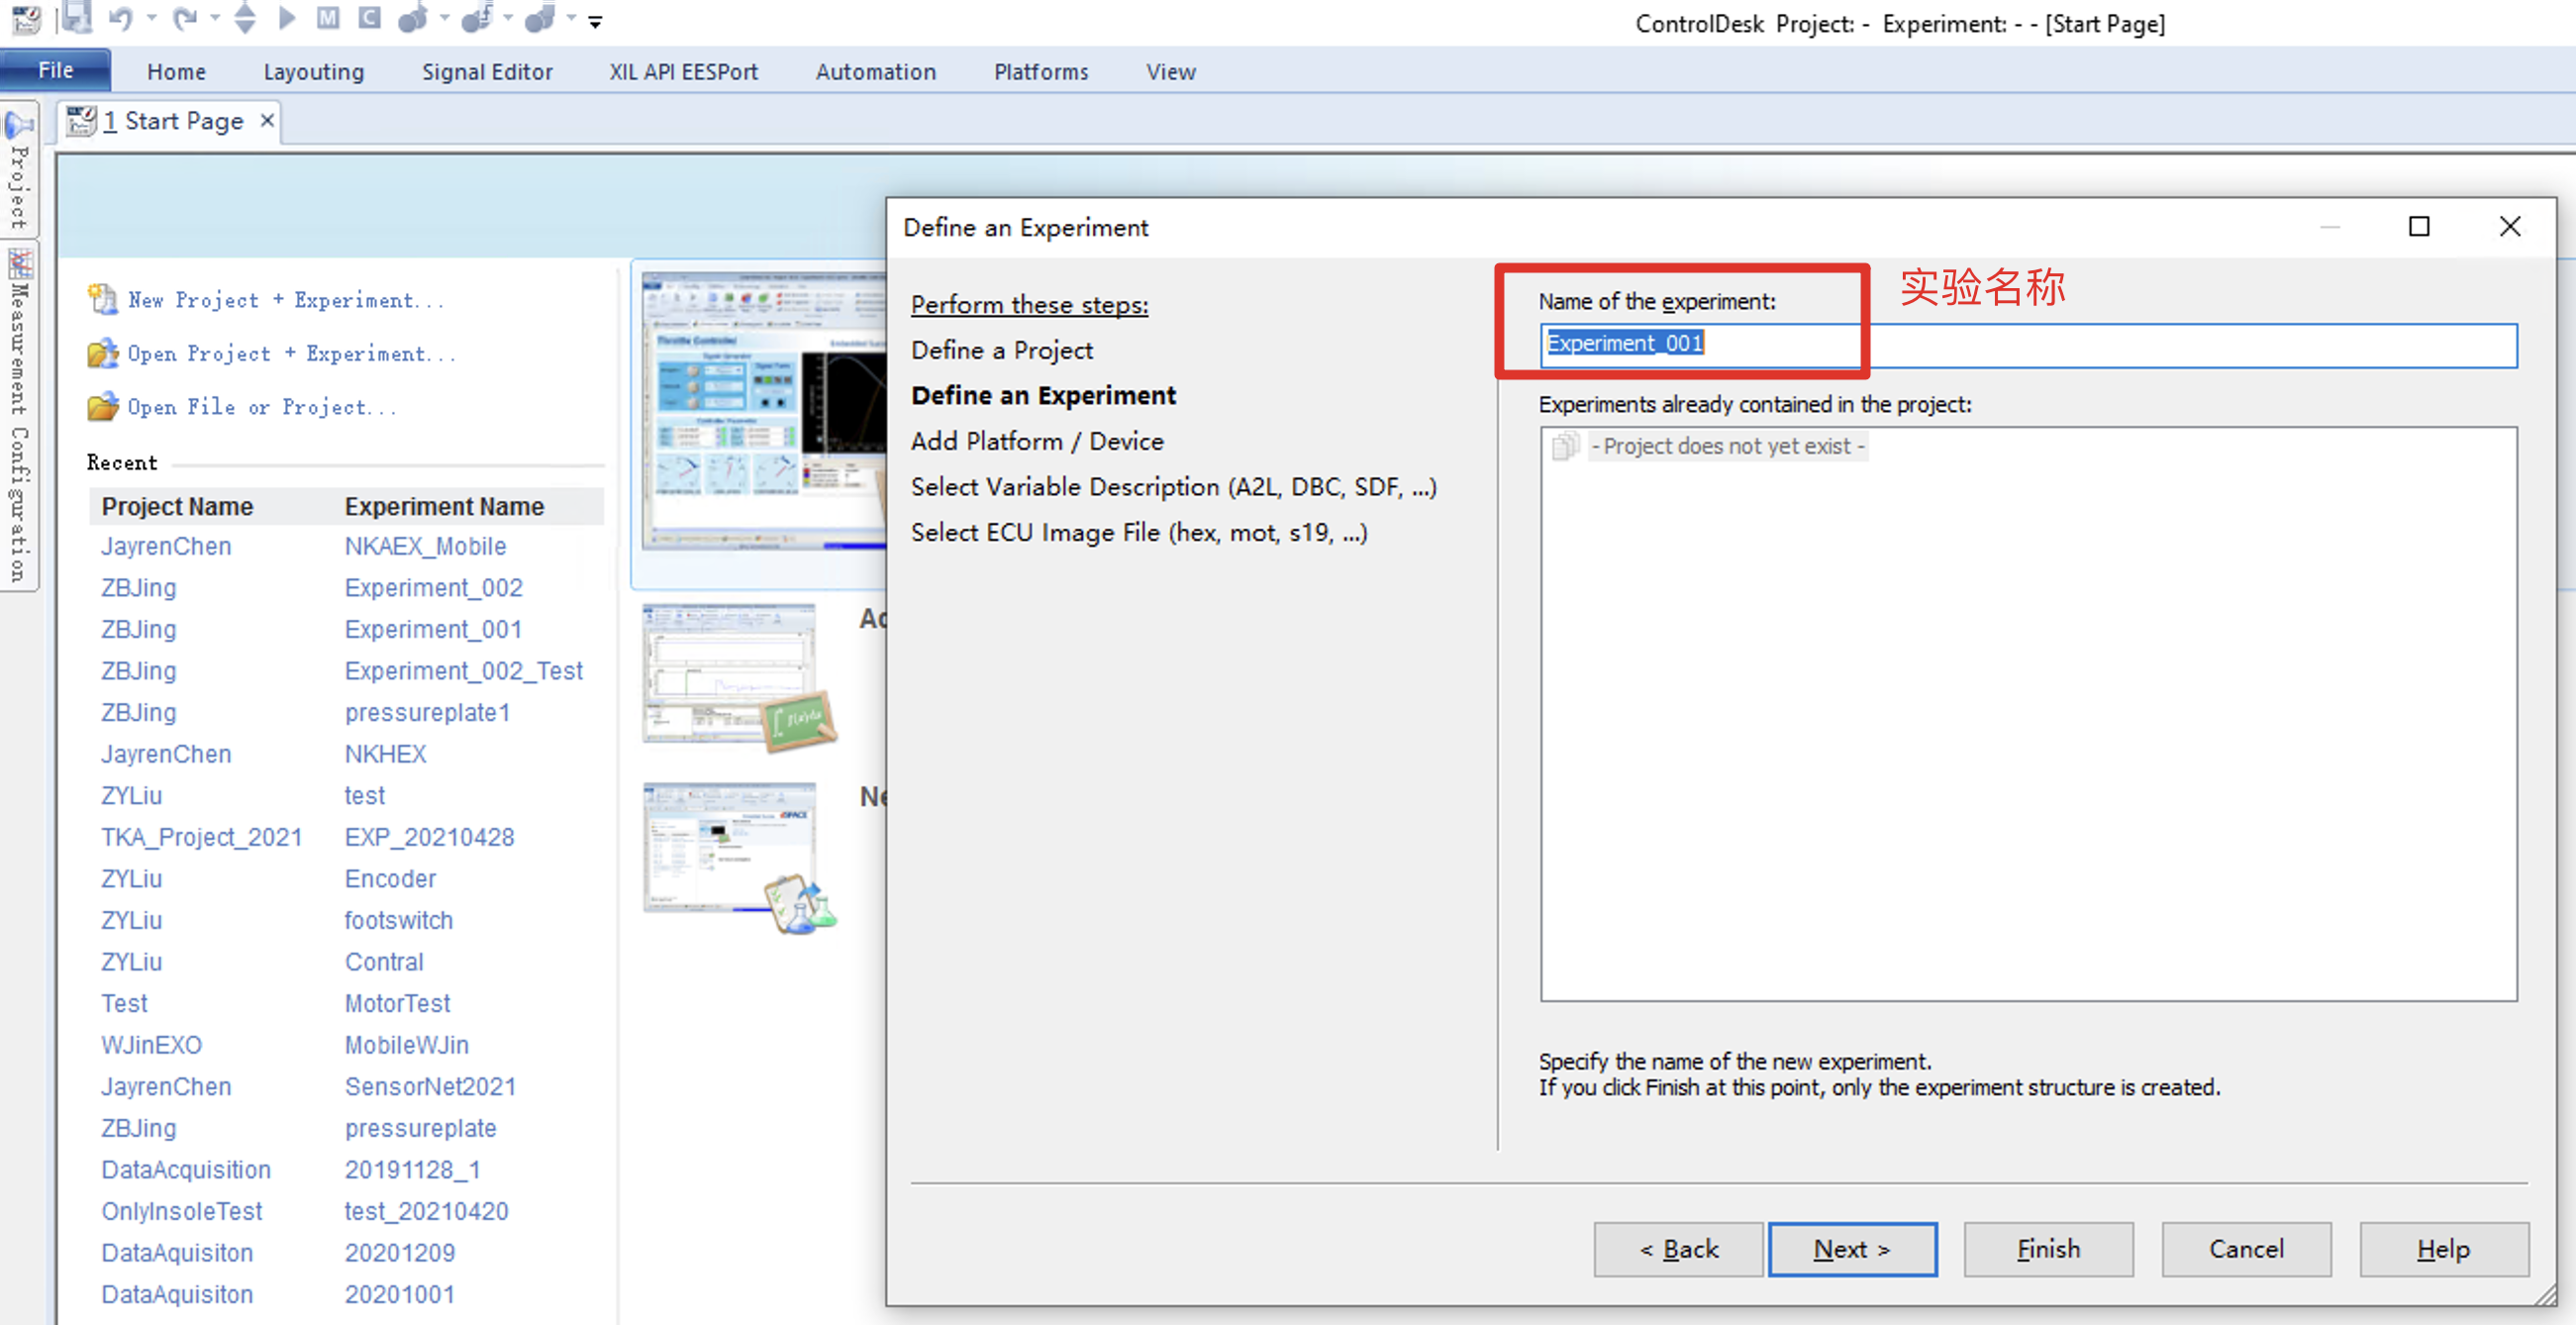 ControlDesk Project: - Experiment: - - [Start Page]
File Home Layouting Signal Editor XIL API EESPort Automation Platforms View
1 Start Page
Project
Measurement Configuration
New Project + Experiment...
Open Project + Experiment...
Open File or Project...
Recent
Project Name Experiment Name
JayrenChen NKAEX_Mobile
ZBJing Experiment_002
ZBJing Experiment_001
ZBJing Experiment_002_Test
ZBJing pressureplate1
JayrenChen NKHEX
ZYLiu test
TKA_Project_2021 EXP_20210428
ZYLiu Encoder
ZYLiu footswitch
ZYLiu Contral
Test MotorTest
WJinEXO MobileWJin
JayrenChen SensorNet2021
ZBJing pressureplate
DataAcquisition 20191128_1
OnlyInsoleTest test_20210420
DataAquisiton 20201209
DataAquisiton 20201001
Throttle Controlled
Define an Experiment
Perform these steps:
Define a Project
Define an Experiment
Add Platform / Device
Select Variable Description (A2L, DBC, SDF, ...)
Select ECU Image File (hex, mot, s19, ...)
Name of the experiment:
实验名称
Experiment_001
Experiments already contained in the project:
- Project does not yet exist -
Specify the name of the new experiment.
If you click Finish at this point, only the experiment structure is created.
< Back Next > Finish Cancel Help